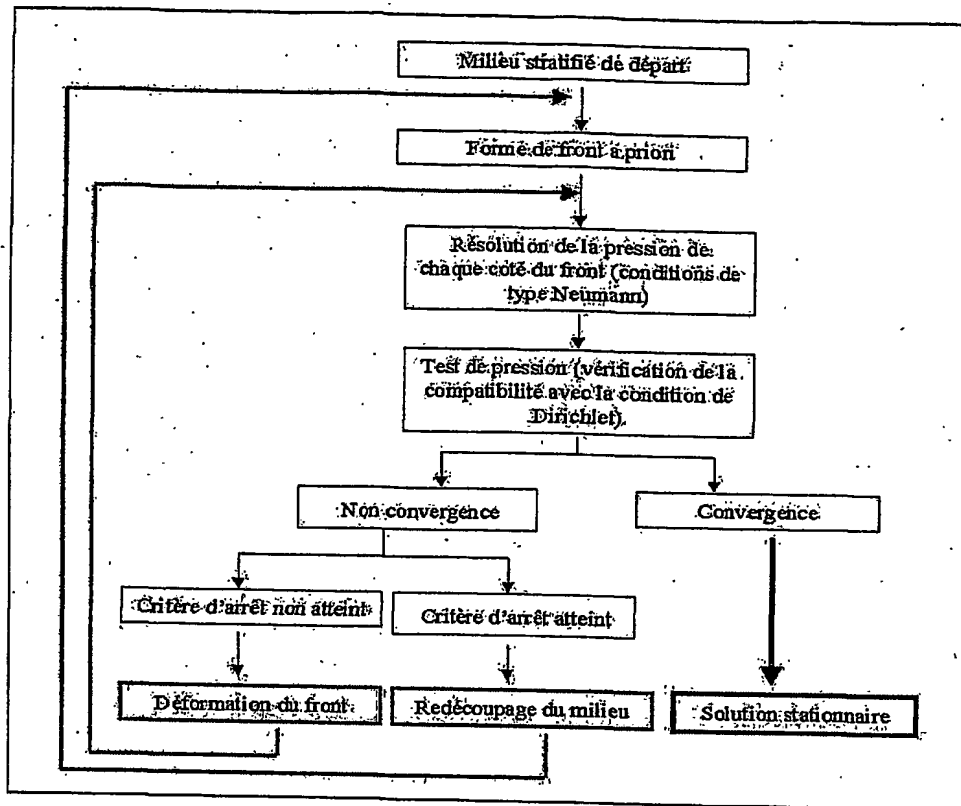 Milieu stratifié de départ
Forme de front à priori
Résolution de la pression de
chaque côté du front (conditions de
type Neumann)
Test de pression (vérification de la
compatibilité avec la condition de
Dirichlet)
Non convergence
Convergence
Critère d'arrêt non atteint
Critère d'arrêt atteint
Déformation du front
Redécoupage du milieu
Solution stationnaire